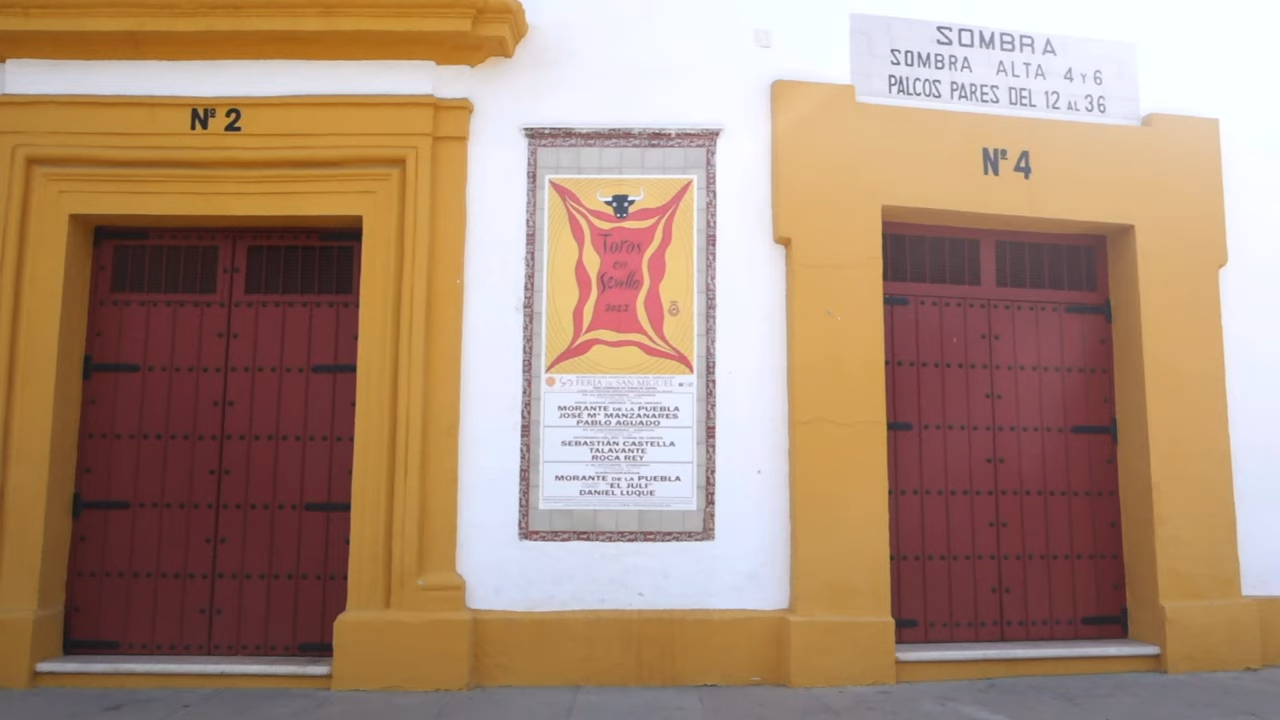 Nº 2
SOMBRA
SOMBRA ALTA 4 Y 6
PALCOS PARES DEL 12 AL 36
Nº 4
Toros
en
Sevilla
FERIA DE SAN MIGUEL
MORANTE DE LA PUEBLA
JOSÉ Mª MANZANARES
PABLO AGUADO
SEBASTIÁN CASTELLA
TALAVANTE
ROCA REY
MORANTE DE LA PUEBLA
"EL JULI"
DANIEL LUQUE